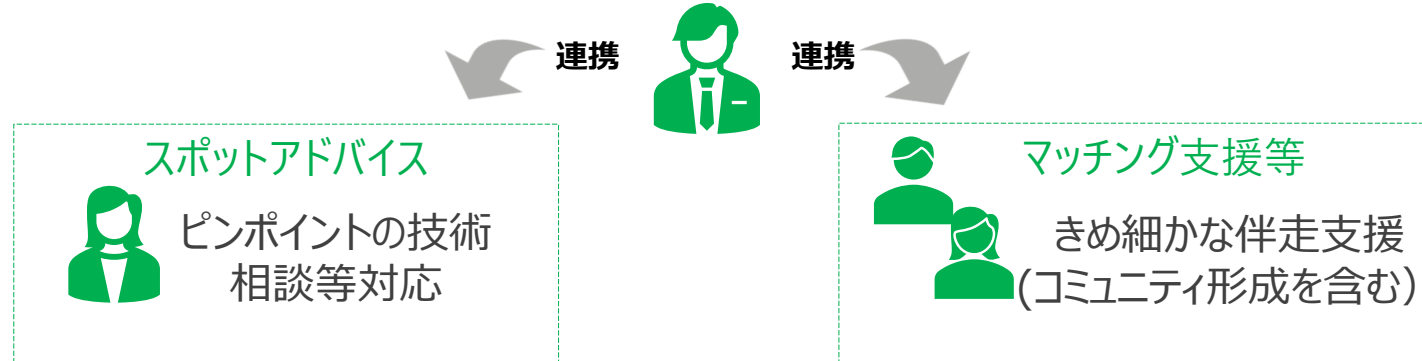 連携
連携
スポットアドバイス
ピンポイントの技術
相談等対応
マッチング支援等
きめ細かな伴走支援
(コミュニティ形成を含む）